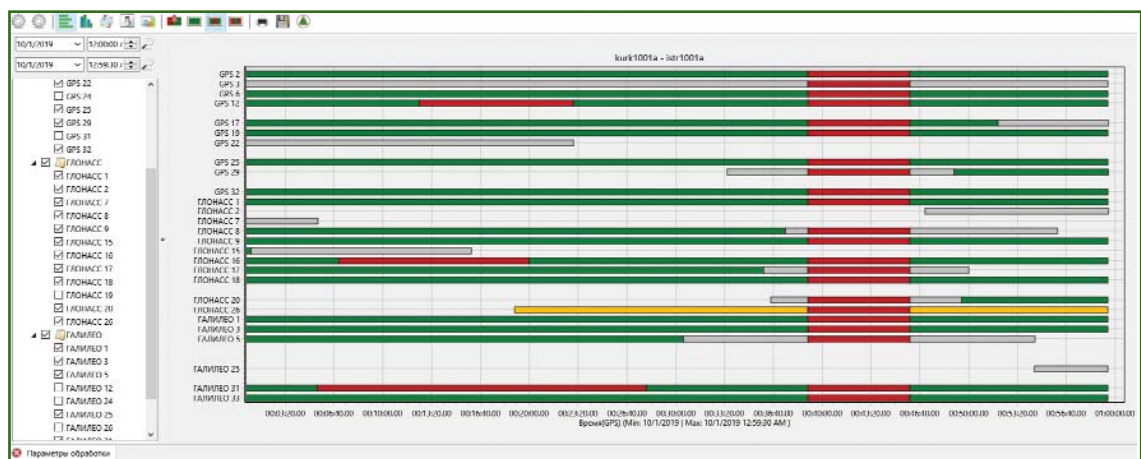 10/1/2019
12:00:00 /
10/1/2019
12:59:30 /
GPS 22
GPS 24
GPS 25
GPS 29
GPS 31
GPS 32
ГЛОНАСС
ГЛОНАСС 1
ГЛОНАСС 2
ГЛОНАСС 7
ГЛОНАСС 8
ГЛОНАСС 9
ГЛОНАСС 15
ГЛОНАСС 16
ГЛОНАСС 17
ГЛОНАСС 18
ГЛОНАСС 19
ГЛОНАСС 20
ГЛОНАСС 26
ГАЛИЛЕО
ГАЛИЛЕО 1
ГАЛИЛЕО 3
ГАЛИЛЕО 5
ГАЛИЛЕО 12
ГАЛИЛЕО 24
ГАЛИЛЕО 25
ГАЛИЛЕО 26
kurk1001a - istr1001a
GPS 2
GPS 3
GPS 6
GPS 12
GPS 17
GPS 19
GPS 22
GPS 25
GPS 29
GPS 32
ГЛОНАСС 1
ГЛОНАСС 2
ГЛОНАСС 7
ГЛОНАСС 8
ГЛОНАСС 9
ГЛОНАСС 15
ГЛОНАСС 16
ГЛОНАСС 17
ГЛОНАСС 18
ГЛОНАСС 20
ГЛОНАСС 26
ГАЛИЛЕО 1
ГАЛИЛЕО 3
ГАЛИЛЕО 5
ГАЛИЛЕО 25
ГАЛИЛЕО 31
ГАЛИЛЕО 33
00:03:20.00 00:06:40.00 00:10:00.00 00:13:20.00 00:16:40.00 00:20:00.00 00:23:20.00 00:26:40.00 00:30:00.00 00:33:20.00 00:36:40.00 00:40:00.00 00:43:20.00 00:46:40.00 00:50:00.00 00:53:20.00 00:56:40.00 01:00:00.00
Время(GPS) (Min: 10/1/2019 | Max: 10/1/2019 12:59:30 AM )
Параметры обработки